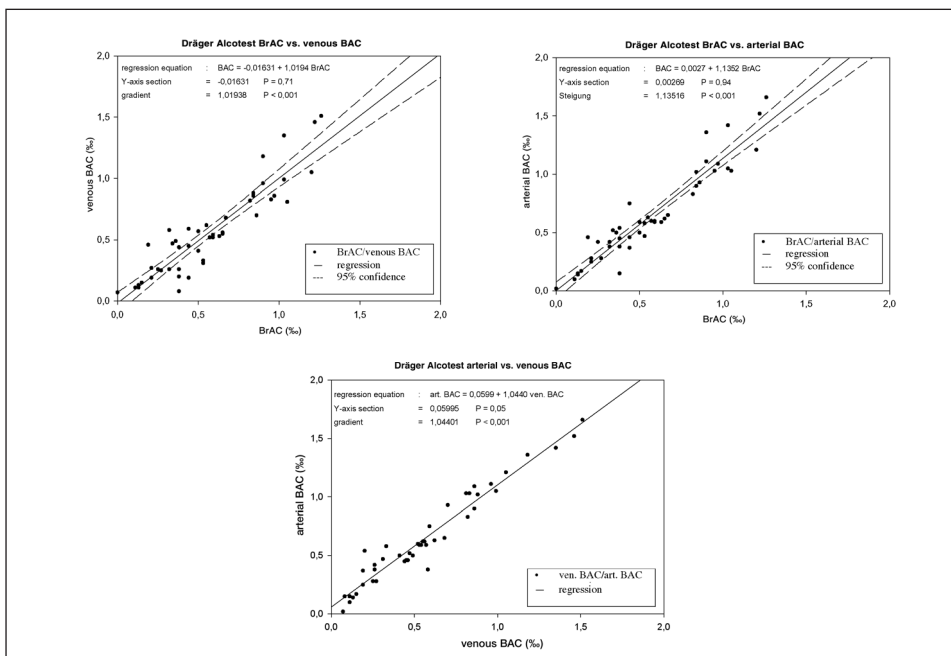 Dräger Alcotest BrAC vs. venous BAC
regression equation : BAC = -0,01631 + 1,0194 BrAC
Y-axis section = -0,01631 P = 0,71
gradient = 1,01938 P < 0,001
2,0
1,5
1,0
0,5
0,0
venous BAC (‰)
BrAC/venous BAC
regression
95% confidence
0,0 0,5 1,0 1,5 2,0
BrAC (‰)
Dräger Alcotest BrAC vs. arterial BAC
regression equation : BAC = 0,0027 + 1,1352 BrAC
Y-axis section = 0,00269 P = 0,94
Steigung = 1,13516 P < 0,001
2,0
1,5
1,0
0,5
0,0
arterial BAC (‰)
BrAC/arterial BAC
regression
95% confidence
0,0 0,5 1,0 1,5 2,0
BrAC (‰)
Dräger Alcotest arterial vs. venous BAC
regression equation : art. BAC = 0,0599 + 1,0440 ven. BAC
Y-axis section = 0,05995 P = 0,05
gradient = 1,04401 P < 0,001
2,0
1,5
1,0
0,5
0,0
arterial BAC (‰)
ven. BAC/art. BAC
regression
0,0 0,5 1,0 1,5 2,0
venous BAC (‰)